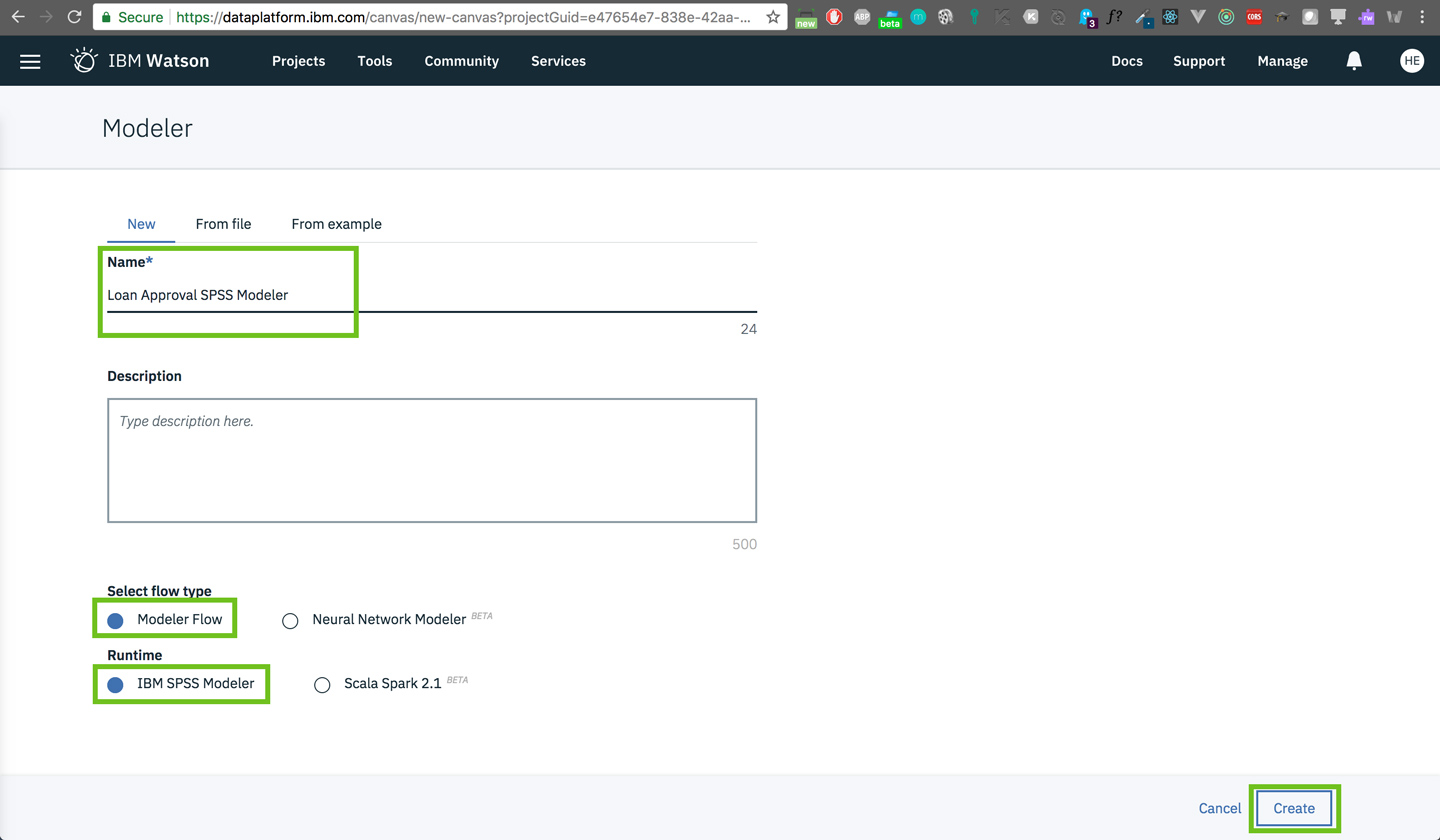 Secure https://dataplatform.ibm.com/canvas/new-canvas?projectGuid=e47654e7-838e-42aa-...
new ABP beta m K 3 f? CORS rw
IBM Watson Projects Tools Community Services Docs Support Manage HE
Modeler
New From file From example
Name*
Loan Approval SPSS Modeler
24
Description
Type description here.
500
Select flow type
Modeler Flow Neural Network Modeler BETA
Runtime
IBM SPSS Modeler Scala Spark 2.1 BETA
Cancel Create